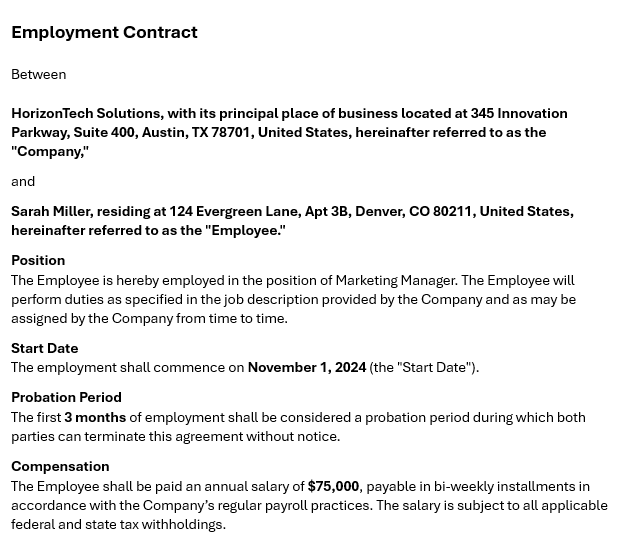 Employment Contract
Between
HorizonTech Solutions, with its principal place of business located at 345 Innovation
Parkway, Suite 400, Austin, TX 78701, United States, hereinafter referred to as the
"Company,"
and
Sarah Miller, residing at 124 Evergreen Lane, Apt 3B, Denver, CO 80211, United States,
hereinafter referred to as the "Employee."
Position
The Employee is hereby employed in the position of Marketing Manager. The Employee will
perform duties as specified in the job description provided by the Company and as may be
assigned by the Company from time to time.
Start Date
The employment shall commence on November 1, 2024 (the "Start Date").
Probation Period
The first 3 months of employment shall be considered a probation period during which both
parties can terminate this agreement without notice.
Compensation
The Employee shall be paid an annual salary of $75,000, payable in bi-weekly installments in
accordance with the Company’s regular payroll practices. The salary is subject to all applicable
federal and state tax withholdings.